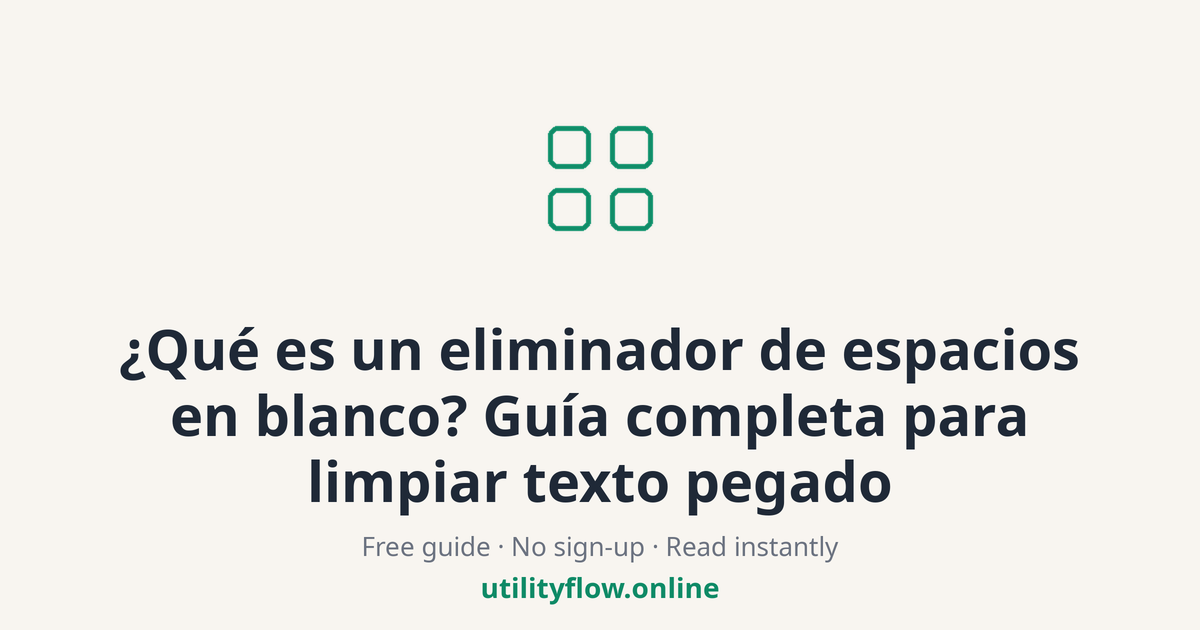 ¿Qué es un eliminador de espacios
en blanco? Guía completa para
limpiar texto pegado
Free guide · No sign-up · Read instantly
utilityflow.online